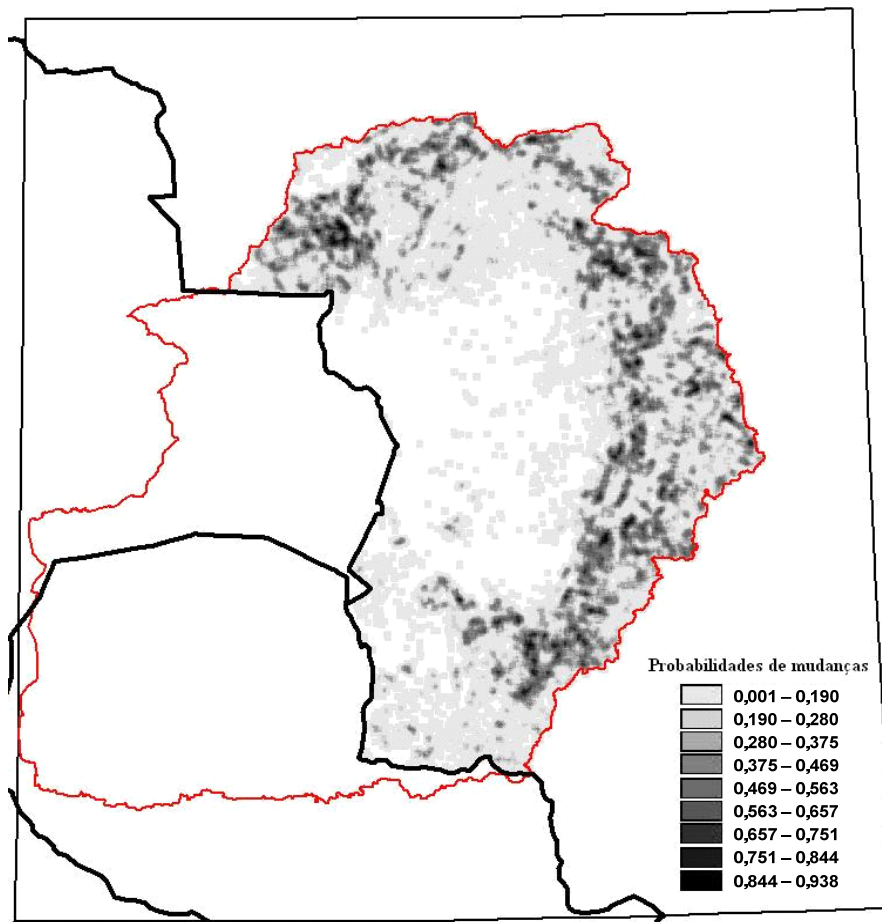 Probabilidades de mudanças
0,001 – 0,190
0,190 – 0,280
0,280 – 0,375
0,375 – 0,469
0,469 – 0,563
0,563 – 0,657
0,657 – 0,751
0,751 – 0,844
0,844 – 0,938